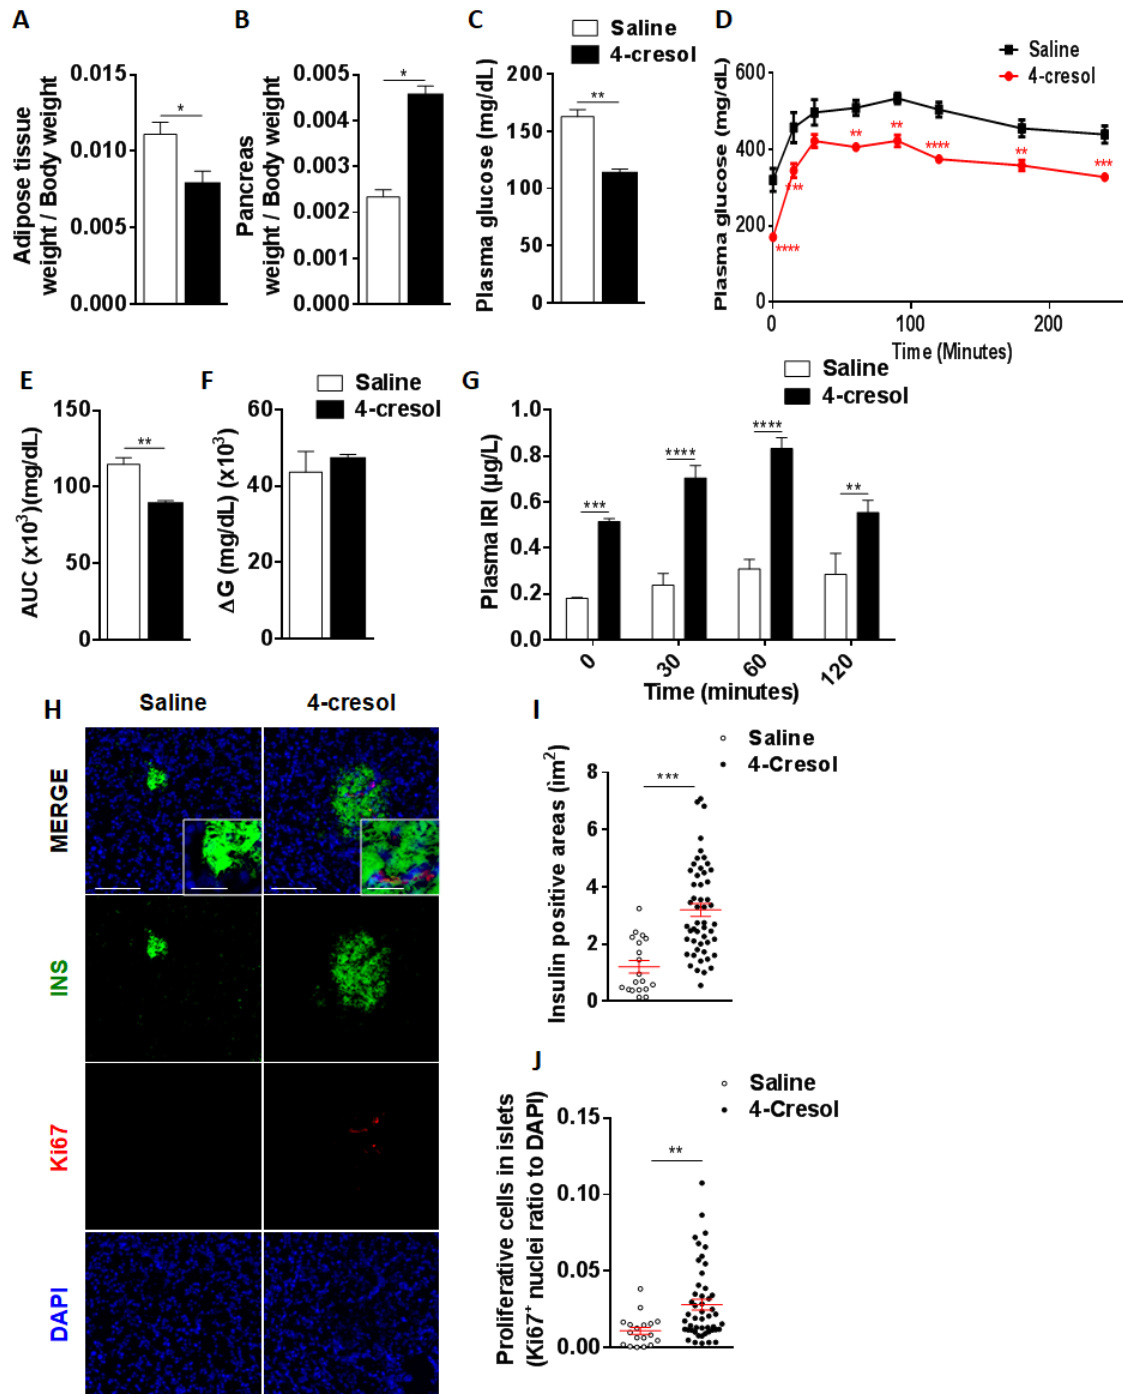 A
Adipose tissue
weight / Body weight
0.015
0.010
0.005
0.000
*
B
Pancreas
weight / Body weight
0.005
0.004
0.003
0.002
0.001
0.000
*
C
Saline
4-cresol
Plasma glucose (mg/dL)
200
150
100
50
0
**
D
Saline
4-cresol
Plasma glucose (mg/dL)
600
400
200
0
****
***
**
**
****
**
***
0
100
200
Time (Minutes)
E
AUC (x10³)(mg/dL)
150
100
50
0
**
F
Saline
4-cresol
ΔG (mg/dL) (x10³)
60
40
20
0
G
Saline
4-cresol
Plasma IRI (µg/L)
1.0
0.8
0.6
0.4
0.2
0.0
***
****
****
**
0
30
60
120
Time (minutes)
H
Saline
4-cresol
MERGE
INS
Ki67
DAPI
I
Saline
4-Cresol
Insulin positive areas (ìm²)
8
6
4
2
0
***
J
Saline
4-Cresol
Proliferative cells in islets
(Ki67⁺ nuclei ratio to DAPI)
0.15
0.10
0.05
0.00
**